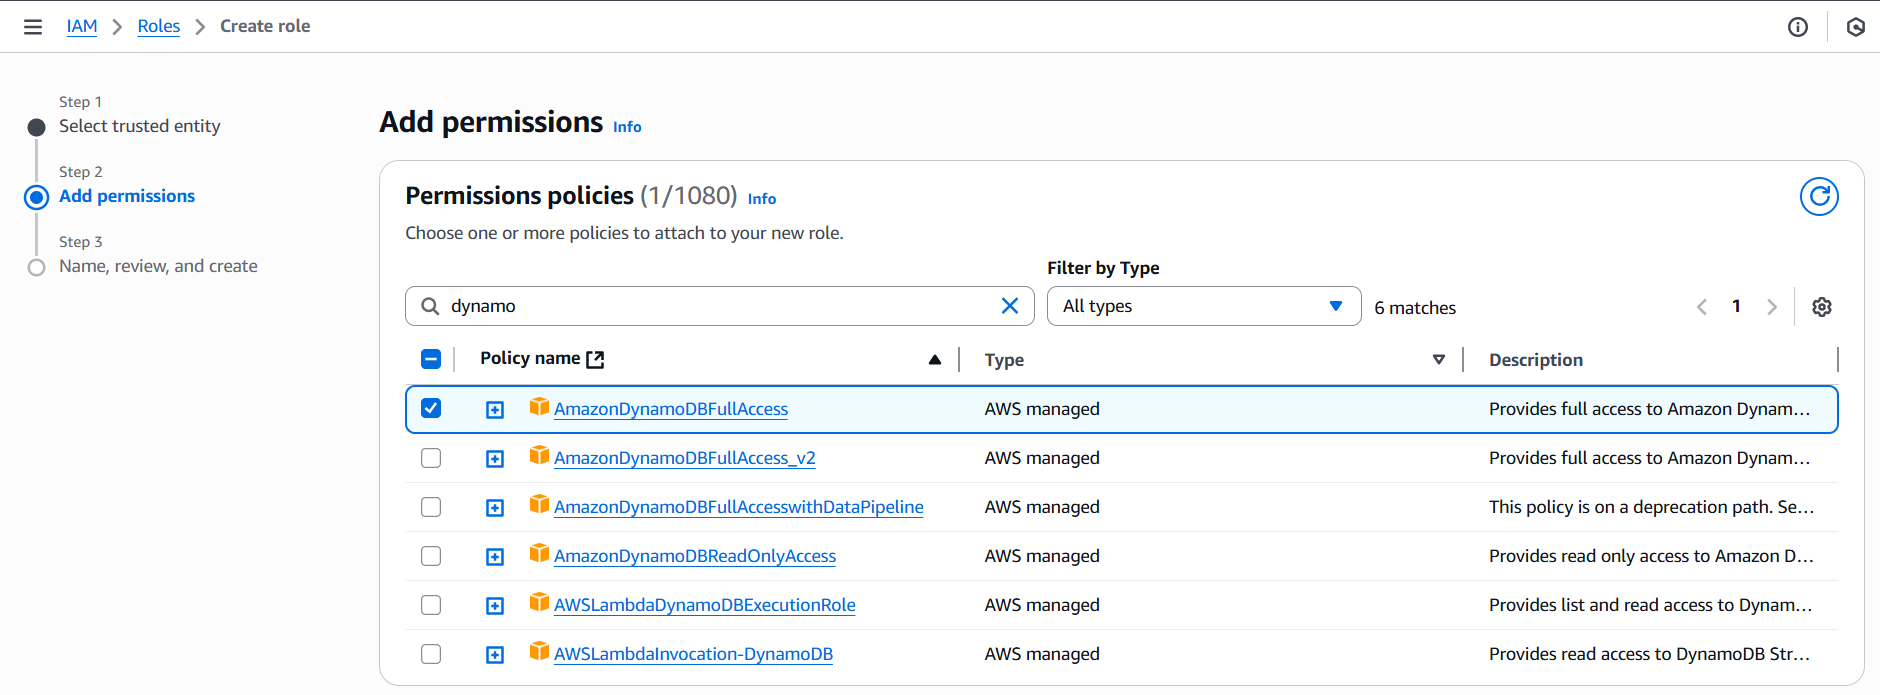 IAM > Roles > Create role
Step 1
Select trusted entity
Step 2
Add permissions
Step 3
Name, review, and create
Add permissions Info
Permissions policies (1/1080) Info
Choose one or more policies to attach to your new role.
Filter by Type
dynamo All types 6 matches 1
Policy name Type Description
AmazonDynamoDBFullAccess AWS managed Provides full access to Amazon Dynam...
AmazonDynamoDBFullAccess_v2 AWS managed Provides full access to Amazon Dynam...
AmazonDynamoDBFullAccesswithDataPipeline AWS managed This policy is on a deprecation path. Se...
AmazonDynamoDBReadOnlyAccess AWS managed Provides read only access to Amazon D...
AWSLambdaDynamoDBExecutionRole AWS managed Provides list and read access to Dynam...
AWSLambdaInvocation-DynamoDB AWS managed Provides read access to DynamoDB Str...